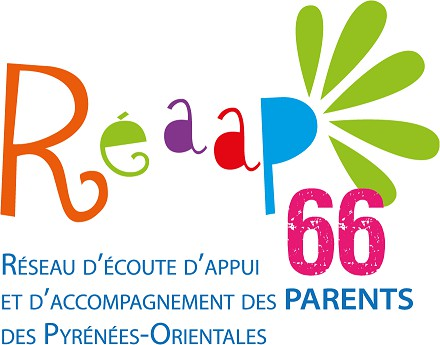 Réaap
66
Réseau d'écoute d'appui
et d'accompagnement des PARENTS
des Pyrénées-Orientales